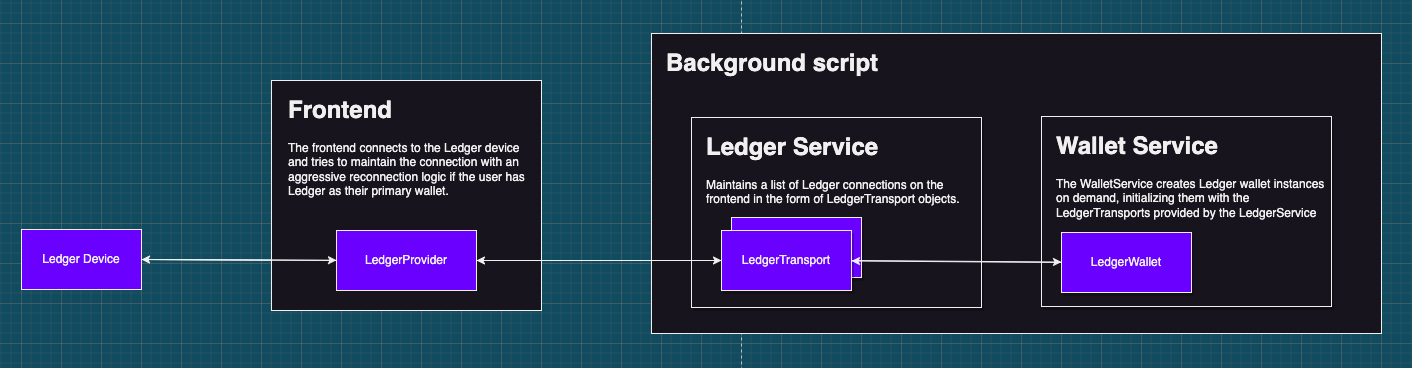 Background script
Frontend
The frontend connects to the Ledger device
and tries to maintain the connection with an
aggressive reconnection logic if the user has
Ledger as their primary wallet.
Ledger Service
Maintains a list of Ledger connections on the
frontend in the form of LedgerTransport objects.
Wallet Service
The WalletService creates Ledger wallet instances
on demand, initializing them with the
LedgerTransports provided by the LedgerService
Ledger Device
LedgerProvider
LedgerTransport
LedgerWallet